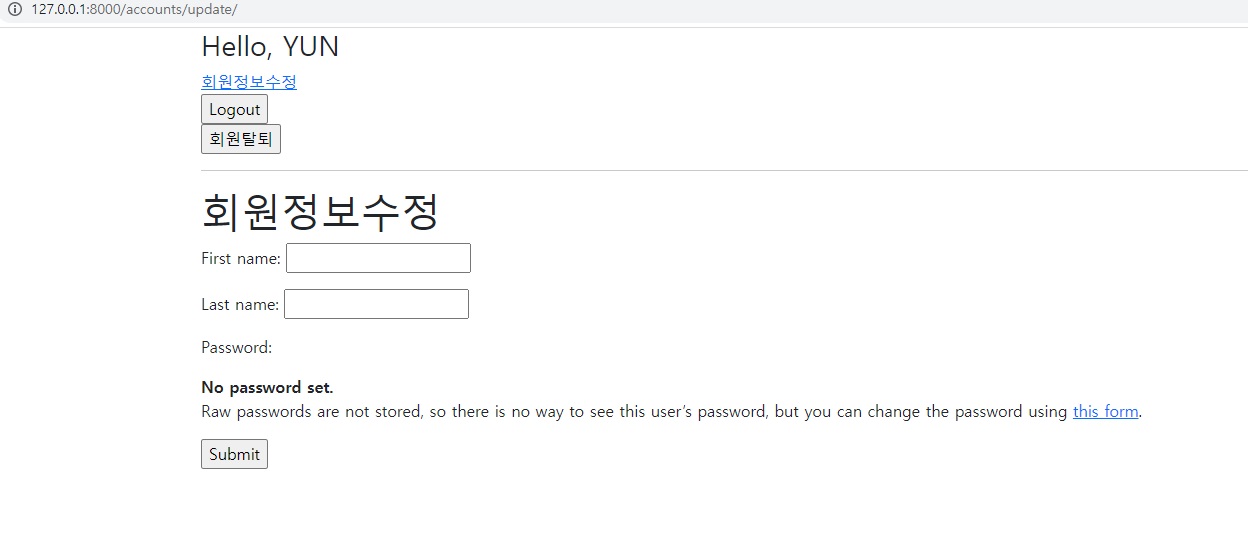 127.0.0.1:8000/accounts/update/
Hello, YUN
회원정보수정
Logout
회원탈퇴
회원정보수정
First name:
Last name:
Password:
No password set.
Raw passwords are not stored, so there is no way to see this user’s password, but you can change the password using this form.
Submit